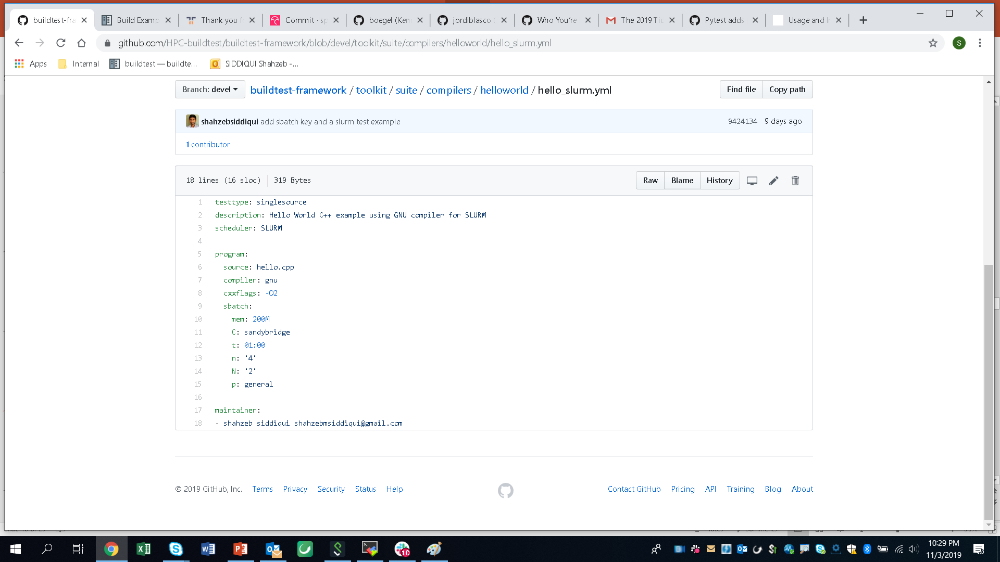 buildtest-fra
Build Examp
Thank you f
Commit · sp
boegel (Ken
jordiblasco (
Who You're
The 2019 Tic
Pytest adds
Usage and I
github.com/HPC-buildtest/buildtest-framework/blob/devel/toolkit/suite/compilers/helloworld/hello_slurm.yml
S
Apps
Internal
buildtest — buildte...
SIDDIQUI Shahzeb -...
Branch: devel
buildtest-framework / toolkit / suite / compilers / helloworld / hello_slurm.yml
Find file
Copy path
shahzebsiddiqui add sbatch key and a slurm test example
9424134 9 days ago
1 contributor
18 lines (16 sloc) 319 Bytes
Raw
Blame
History
1 testtype: singlesource
2 description: Hello World C++ example using GNU compiler for SLURM
3 scheduler: SLURM
4
5 program:
6 source: hello.cpp
7 compiler: gnu
8 cxxflags: -O2
9 sbatch:
10 mem: 200M
11 C: sandybridge
12 t: 01:00
13 n: '4'
14 N: '2'
15 p: general
16
17 maintainer:
18 - shahzeb siddiqui shahzebmsiddiqui@gmail.com
© 2019 GitHub, Inc. Terms Privacy Security Status Help
Contact GitHub Pricing API Training Blog About
10
10:29 PM
11/3/2019